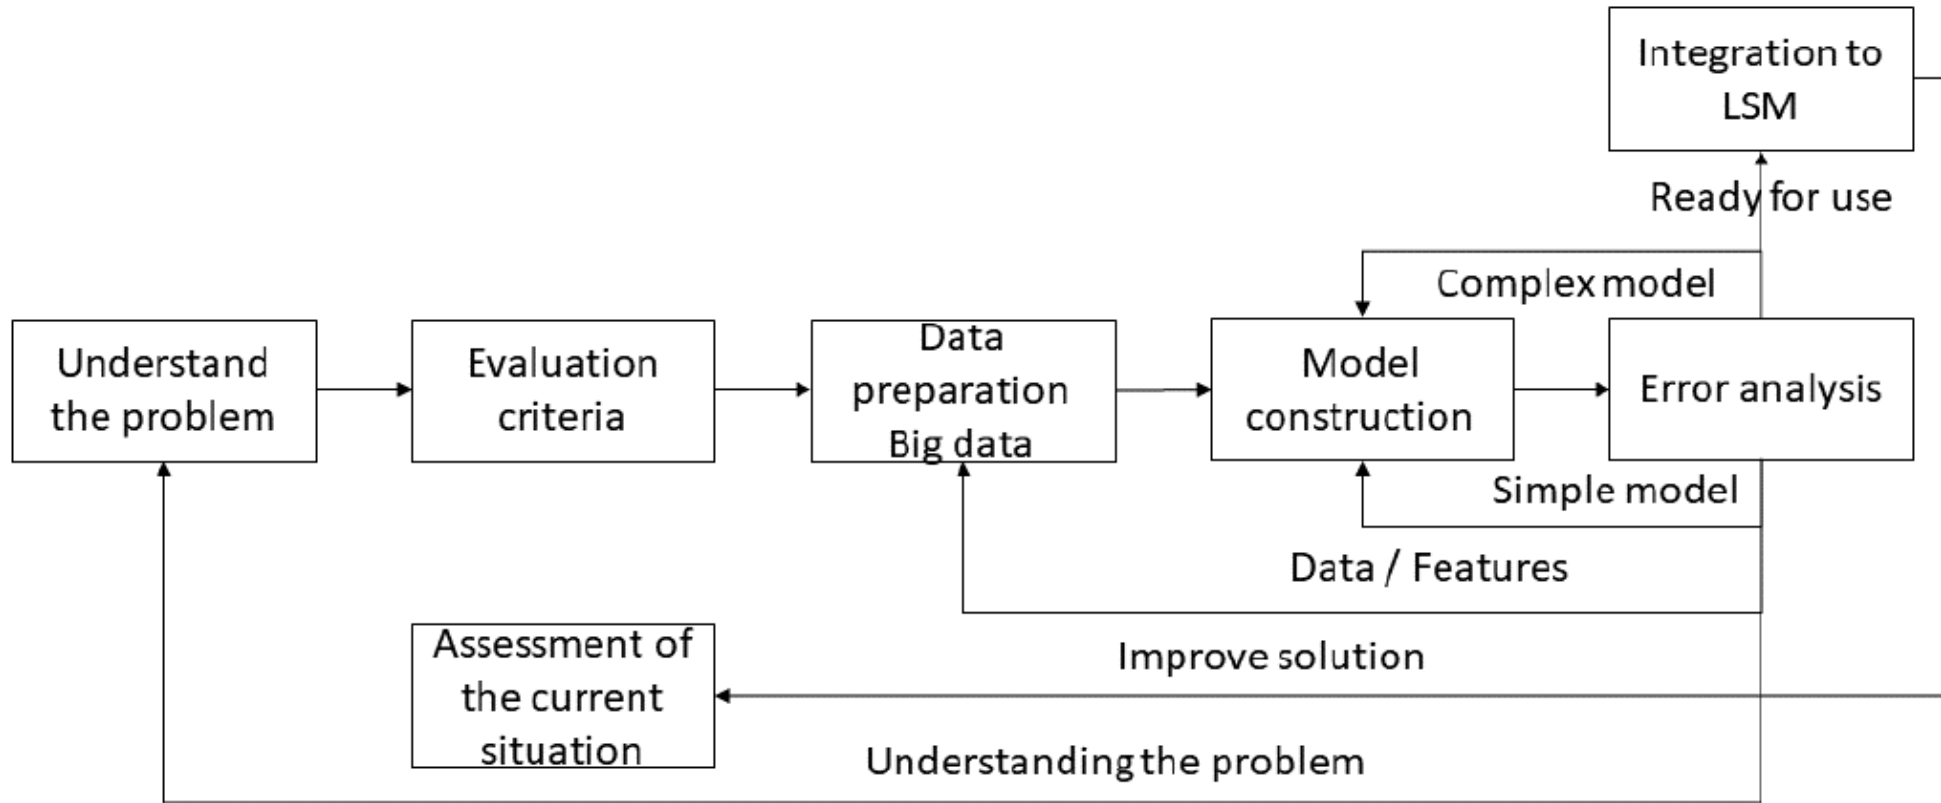 Integration to
LSM
Ready for use
Complex model
Understand
the problem
Evaluation
criteria
Data
preparation
Big data
Model
construction
Error analysis
Simple model
Data / Features
Assessment of
the current
situation
Improve solution
Understanding the problem